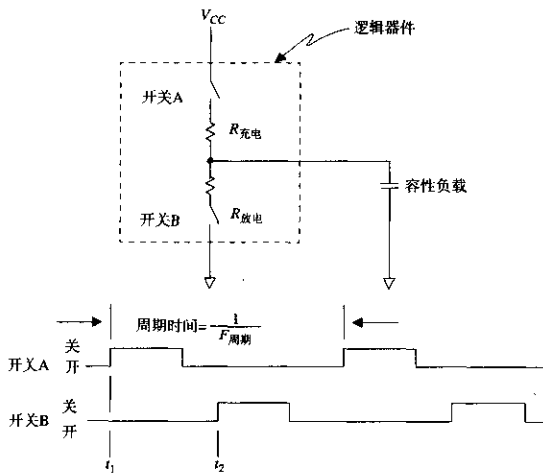 V_CC
逻辑器件
开关A
R充电
容性负载
R放电
开关B
周期时间=1/F周期
关
开关A 开
关
开关B
开
t1 t2